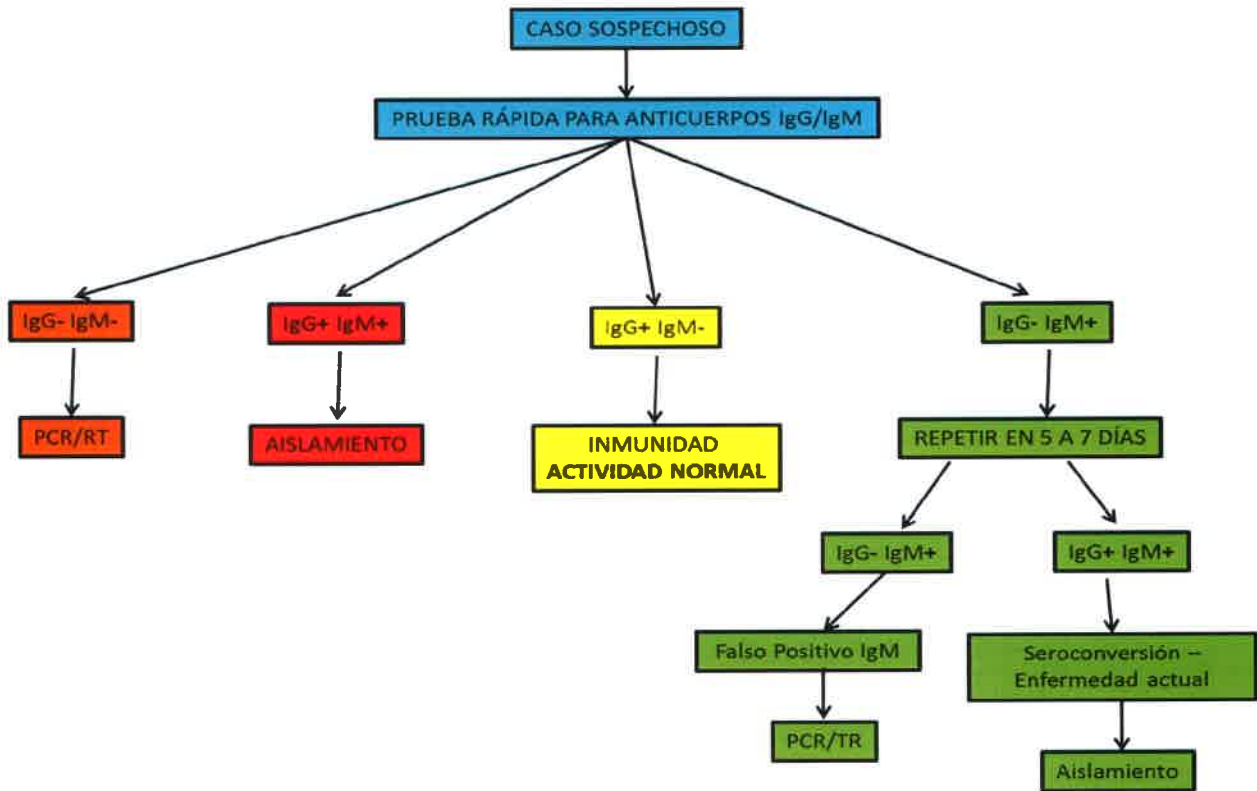 CASO SOSPECHOSO
PRUEBA RÁPIDA PARA ANTICUERPOS IgG/IgM
IgG- IgM-
IgG+ IgM+
IgG+ IgM-
IgG- IgM+
PCR/RT
AISLAMIENTO
INMUNIDAD
ACTIVIDAD NORMAL
REPETIR EN 5 A 7 DÍAS
IgG- IgM+
IgG+ IgM+
Falso Positivo IgM
Seroconversión –
Enfermedad actual
PCR/TR
Aislamiento